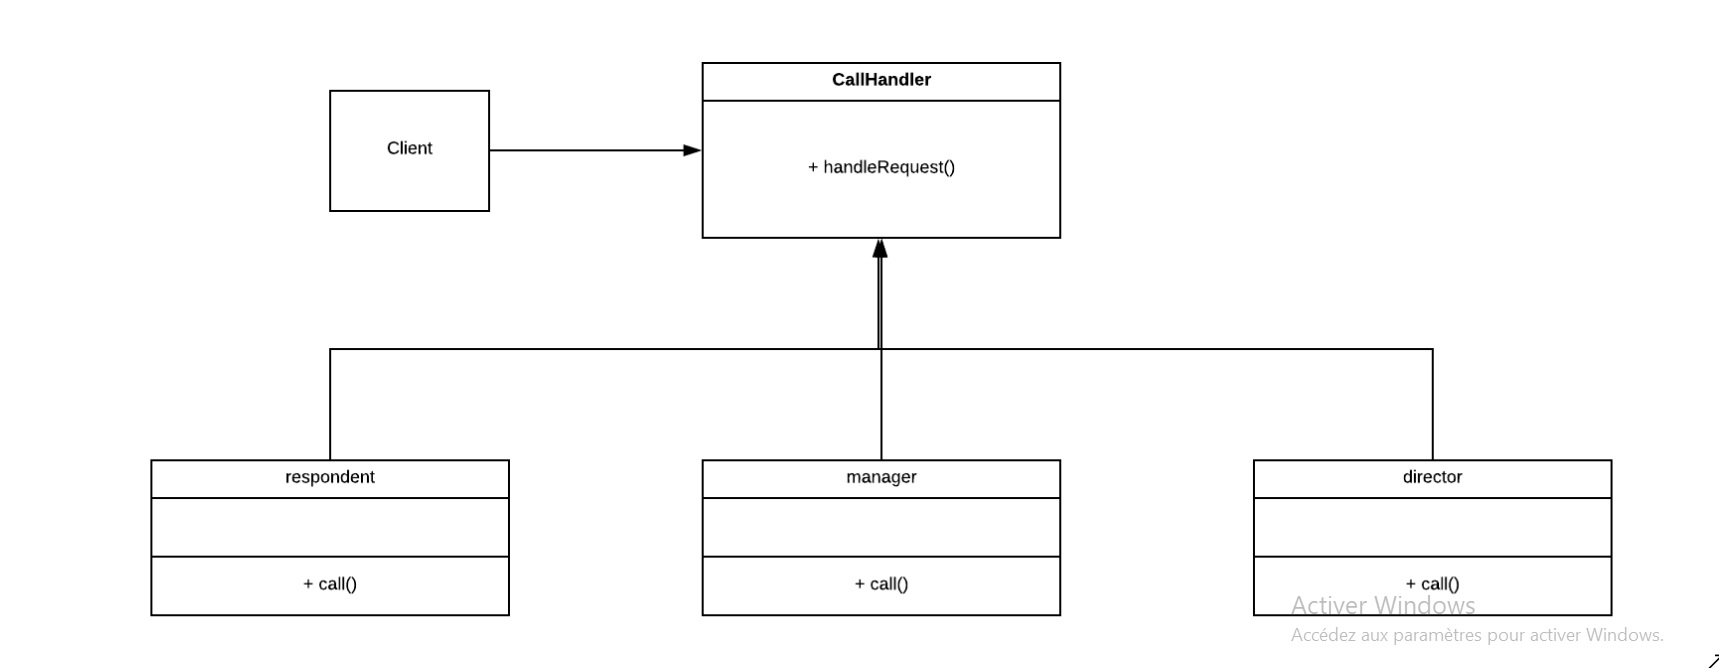 CallHandler
Client
+ handleRequest()
respondent
manager
director
+ call()
+ call()
+ call()
Activer Windows
Accédez aux paramètres pour activer Windows.